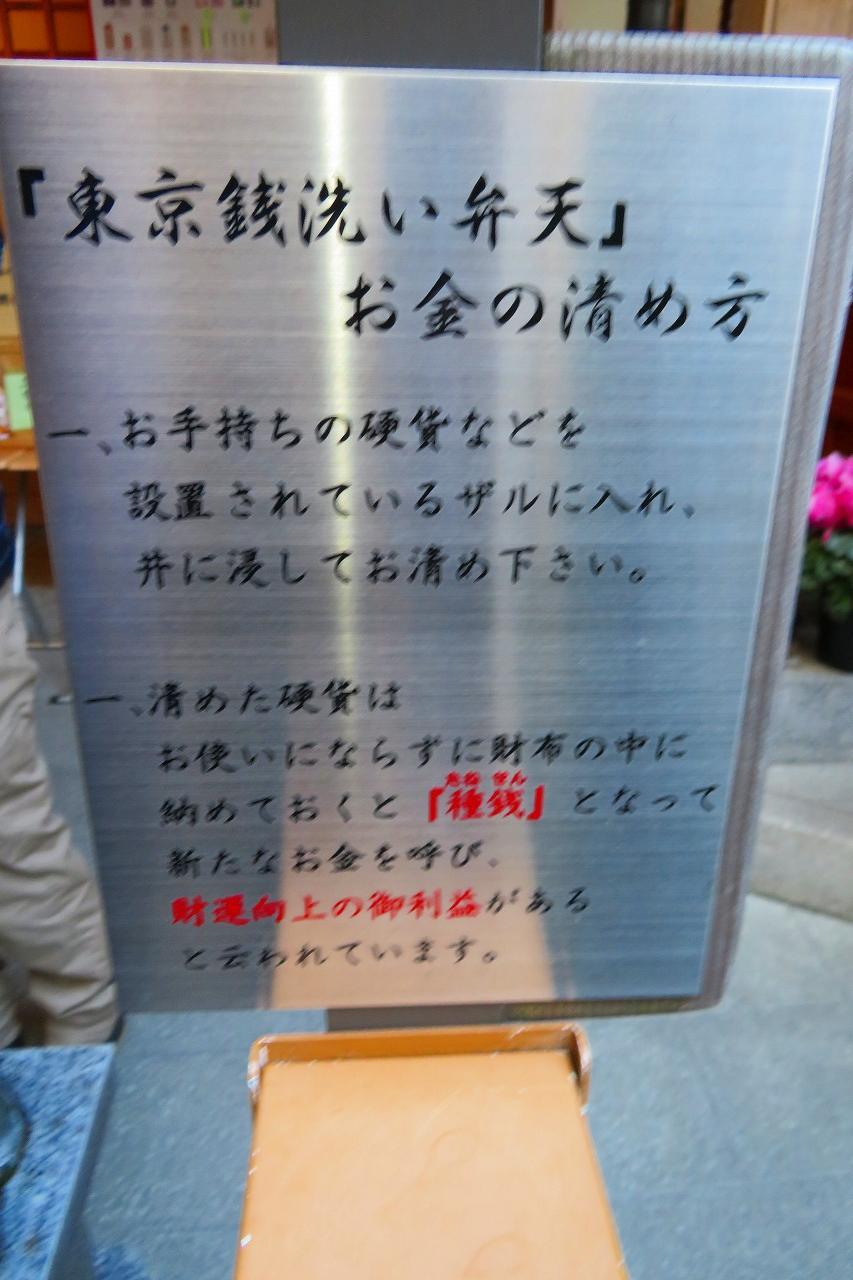 『東京銭洗い弁天』
お金の清め方
一、お手持ちの硬貨などを
設置されているザルに入れ、
井に浸してお清め下さい。
一、清めた硬貨は
お使いにならずに財布の中に
納めておくと『種銭』となって
たね せん
新たなお金を呼び、
財運向上の御利益がある
と云われています。